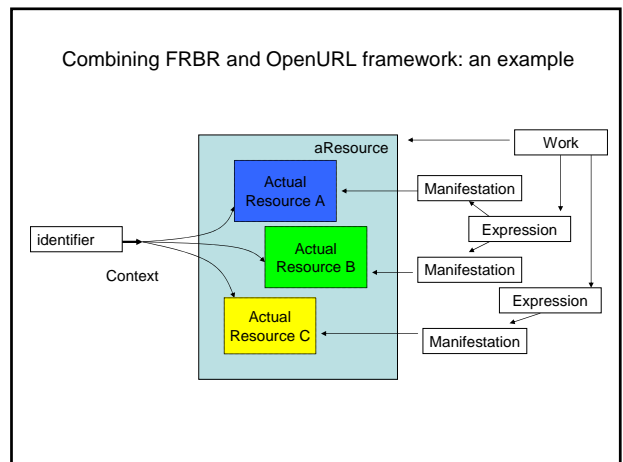 Combining FRBR and OpenURL framework: an example
aResource
Work
Actual
Resource A
Manifestation
identifier
Expression
Actual
Resource B
Context
Manifestation
Expression
Actual
Resource C
Manifestation